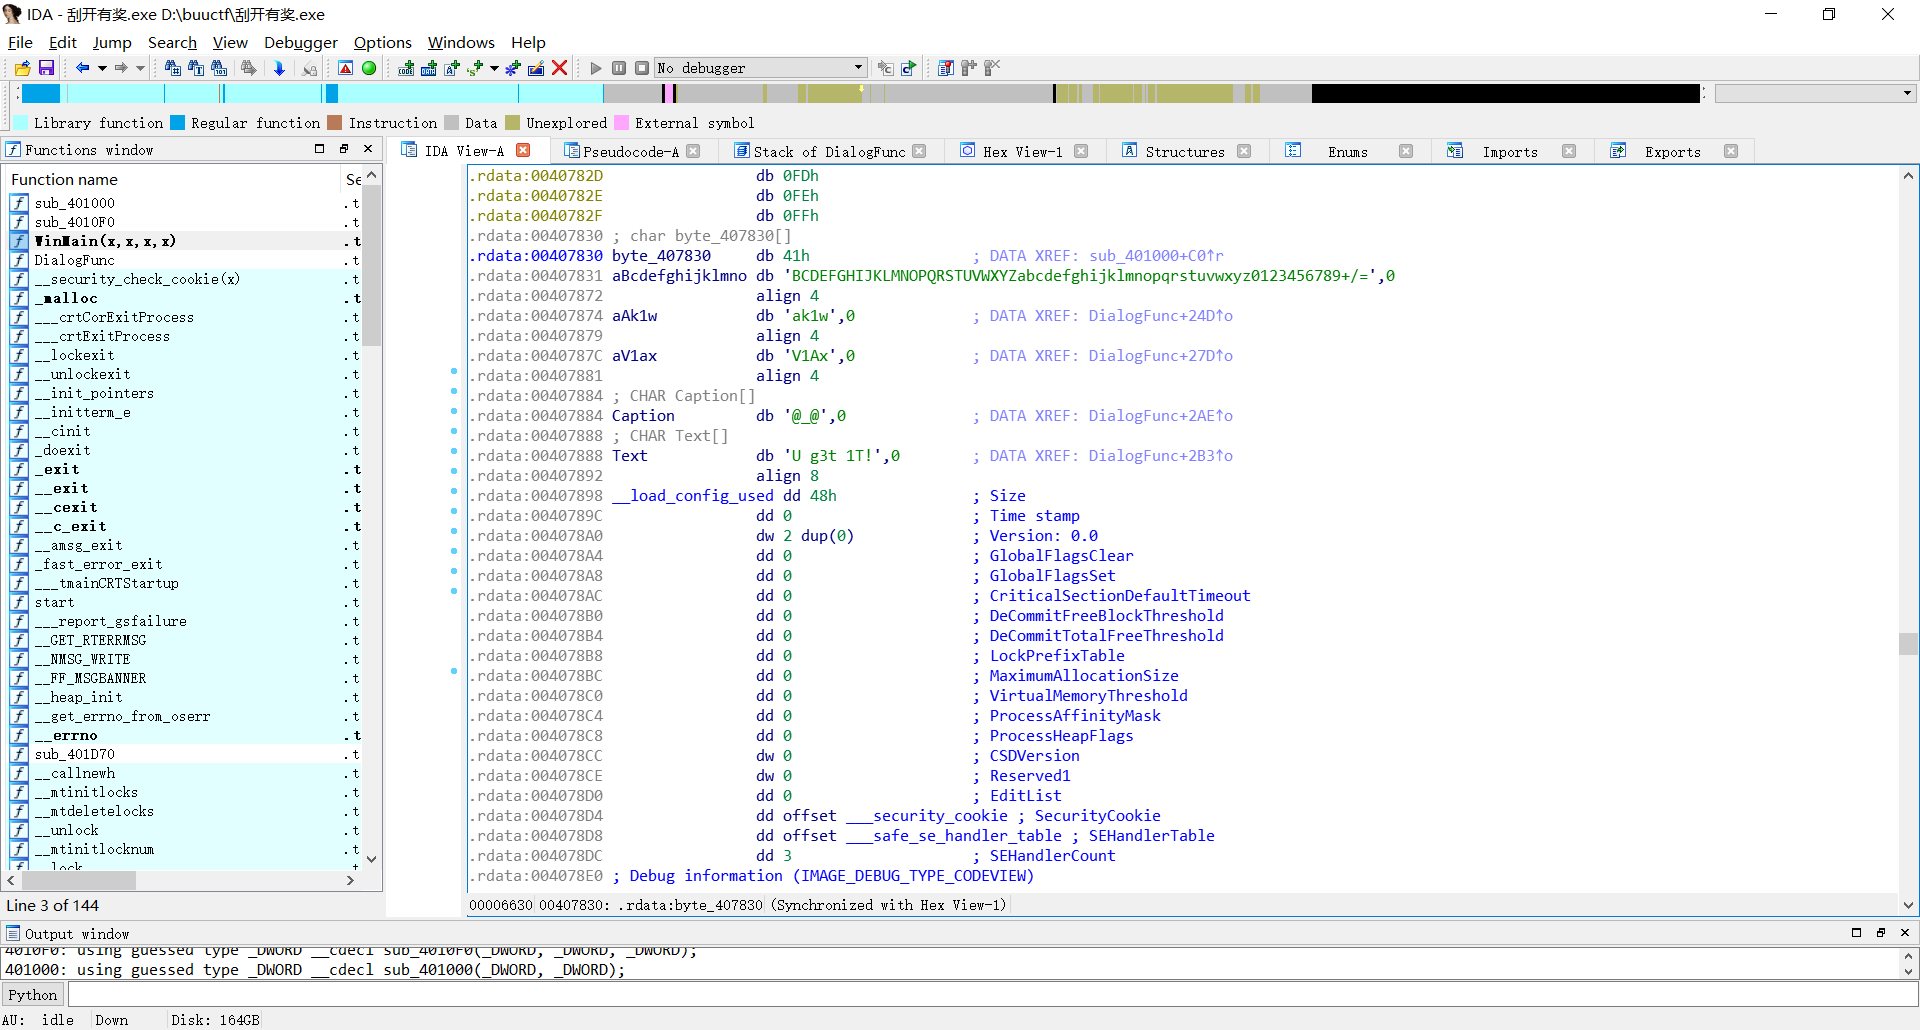 IDA - 刮开有奖.exe D:\buuctf\刮开有奖.exe
File Edit Jump Search View Debugger Options Windows Help
No debugger
Library function Regular function Instruction Data Unexplored External symbol
Functions window
Function name Se
sub_401000 .t
sub_4010F0 .t
WinMain(x,x,x,x) .t
DialogFunc .t
__security_check_cookie(x) .t
_malloc .t
___crtCorExitProcess .t
___crtExitProcess .t
__lockexit .t
__unlockexit .t
__init_pointers .t
__initterm_e .t
__cinit .t
_doexit .t
_exit .t
__exit .t
__cexit .t
__c_exit .t
__amsg_exit .t
_fast_error_exit .t
___tmainCRTStartup .t
start .t
___report_gsfailure .t
__GET_RTERRMSG .t
__NMSG_WRITE .t
__FF_MSGBANNER .t
__heap_init .t
__get_errno_from_oserr .t
__errno .t
sub_401D70 .t
__callnewh .t
__mtinitlocks .t
__mtdeletelocks .t
__unlock .t
__mtinitlocknum .t
__lock .t
Line 3 of 144
IDA View-A Pseudocode-A Stack of DialogFunc Hex View-1 Structures Enums Imports Exports
.rdata:0040782D db 0FDh
.rdata:0040782E db 0FEh
.rdata:0040782F db 0FFh
.rdata:00407830 ; char byte_407830[]
.rdata:00407830 byte_407830 db 41h ; DATA XREF: sub_401000+C0↑r
.rdata:00407831 aBcdefghijklmno db 'BCDEFGHIJKLMNOPQRSTUVWXYZabcdefghijklmnopqrstuvwxyz0123456789+/=',0
.rdata:00407872 align 4
.rdata:00407874 aAk1w db 'ak1w',0 ; DATA XREF: DialogFunc+24D↑o
.rdata:00407879 align 4
.rdata:0040787C aV1ax db 'V1Ax',0 ; DATA XREF: DialogFunc+27D↑o
.rdata:00407881 align 4
.rdata:00407884 ; CHAR Caption[]
.rdata:00407884 Caption db '@_@',0 ; DATA XREF: DialogFunc+2AE↑o
.rdata:00407888 ; CHAR Text[]
.rdata:00407888 Text db 'U g3t 1T!',0 ; DATA XREF: DialogFunc+2B3↑o
.rdata:00407892 align 8
.rdata:00407898 __load_config_used dd 48h ; Size
.rdata:0040789C dd 0 ; Time stamp
.rdata:004078A0 dw 2 dup(0) ; Version: 0.0
.rdata:004078A4 dd 0 ; GlobalFlagsClear
.rdata:004078A8 dd 0 ; GlobalFlagsSet
.rdata:004078AC dd 0 ; CriticalSectionDefaultTimeout
.rdata:004078B0 dd 0 ; DeCommitFreeBlockThreshold
.rdata:004078B4 dd 0 ; DeCommitTotalFreeThreshold
.rdata:004078B8 dd 0 ; LockPrefixTable
.rdata:004078BC dd 0 ; MaximumAllocationSize
.rdata:004078C0 dd 0 ; VirtualMemoryThreshold
.rdata:004078C4 dd 0 ; ProcessAffinityMask
.rdata:004078C8 dd 0 ; ProcessHeapFlags
.rdata:004078CC dw 0 ; CSDVersion
.rdata:004078CE dw 0 ; Reserved1
.rdata:004078D0 dd 0 ; EditList
.rdata:004078D4 dd offset ___security_cookie ; SecurityCookie
.rdata:004078D8 dd offset ___safe_se_handler_table ; SEHandlerTable
.rdata:004078DC dd 3 ; SEHandlerCount
.rdata:004078E0 ; Debug information (IMAGE_DEBUG_TYPE_CODEVIEW)
00006630 00407830: .rdata:byte_407830 (Synchronized with Hex View-1)
Output window
4010F0: using guessed type _DWORD __cdecl sub_4010F0(_DWORD, _DWORD, _DWORD);
401000: using guessed type _DWORD __cdecl sub_401000(_DWORD, _DWORD);
Python
AU: idle Down Disk: 164GB